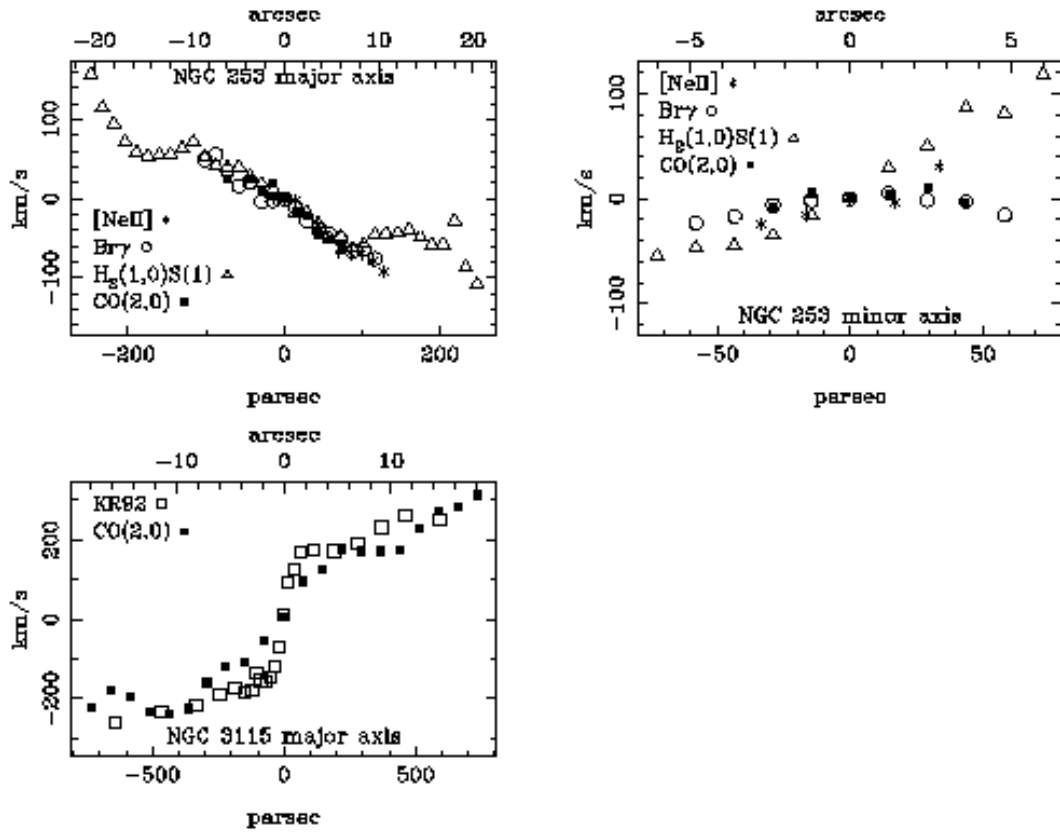 arcsec
-20 -10 0 10 20
NGC 253 major axis
km/s
100
0
-100
[NeII] *
Brγ ○
H₂(1,0)S(1) △
CO(2,0) ■
-200 0 200
parsec
arcsec
-5 0 5
[NeII] *
Brγ ○
H₂(1,0)S(1) △
CO(2,0) ■
km/s
100
0
-100
NGC 253 minor axis
-50 0 50
parsec
arcsec
-10 0 10
KR92 □
CO(2,0) ■
km/s
200
0
-200
NGC 3115 major axis
-500 0 500
parsec